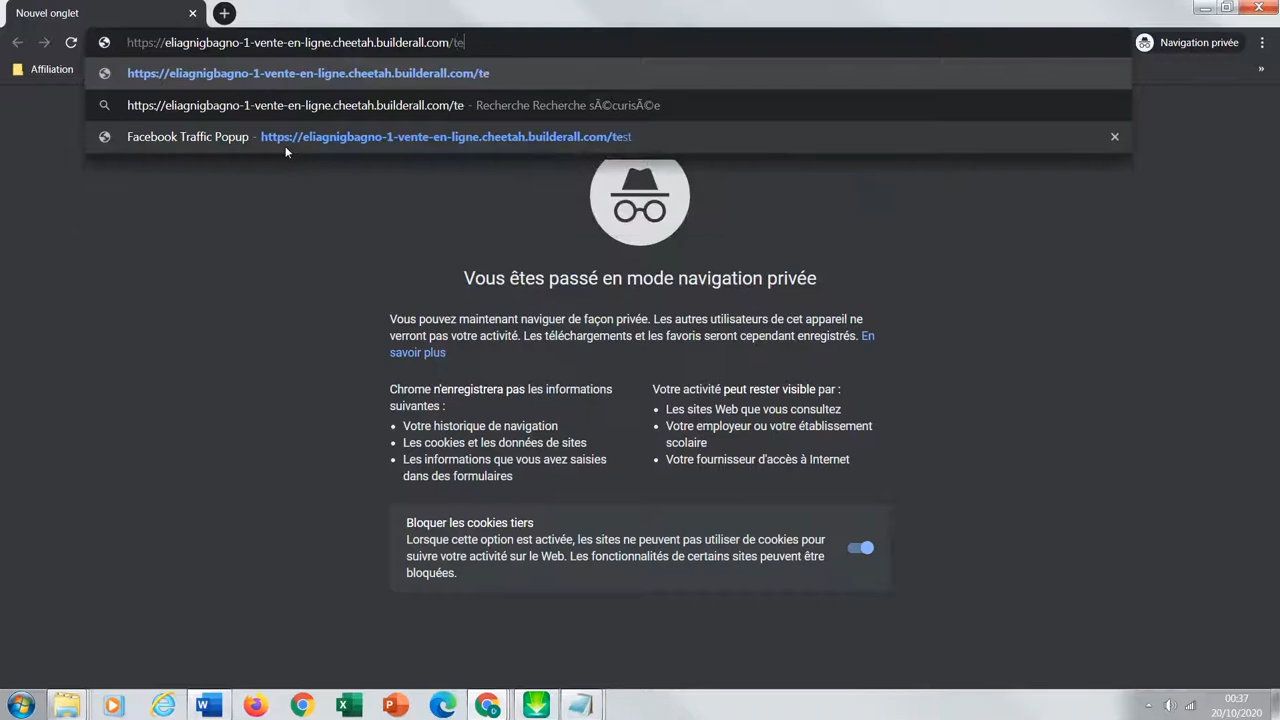 Nouvel onglet
https://eliagnigbagno-1-vente-en-ligne.cheetah.builderall.com/te
Navigation privée
Affiliation
»
https://eliagnigbagno-1-vente-en-ligne.cheetah.builderall.com/te
https://eliagnigbagno-1-vente-en-ligne.cheetah.builderall.com/te - Recherche Recherche sÃ©curisÃ©e
Facebook Traffic Popup - https://eliagnigbagno-1-vente-en-ligne.cheetah.builderall.com/test
Vous êtes passé en mode navigation privée
Vous pouvez maintenant naviguer de façon privée. Les autres utilisateurs de cet appareil ne
verront pas votre activité. Les téléchargements et les favoris seront cependant enregistrés. En
savoir plus
Chrome n'enregistrera pas les informations
suivantes :
• Votre historique de navigation
• Les cookies et les données de sites
• Les informations que vous avez saisies
dans des formulaires
Votre activité peut rester visible par :
• Les sites Web que vous consultez
• Votre employeur ou votre établissement
scolaire
• Votre fournisseur d'accès à Internet
Bloquer les cookies tiers
Lorsque cette option est activée, les sites ne peuvent pas utiliser de cookies pour
suivre votre activité sur le Web. Les fonctionnalités de certains sites peuvent être
bloquées.
00:37
20/10/2020